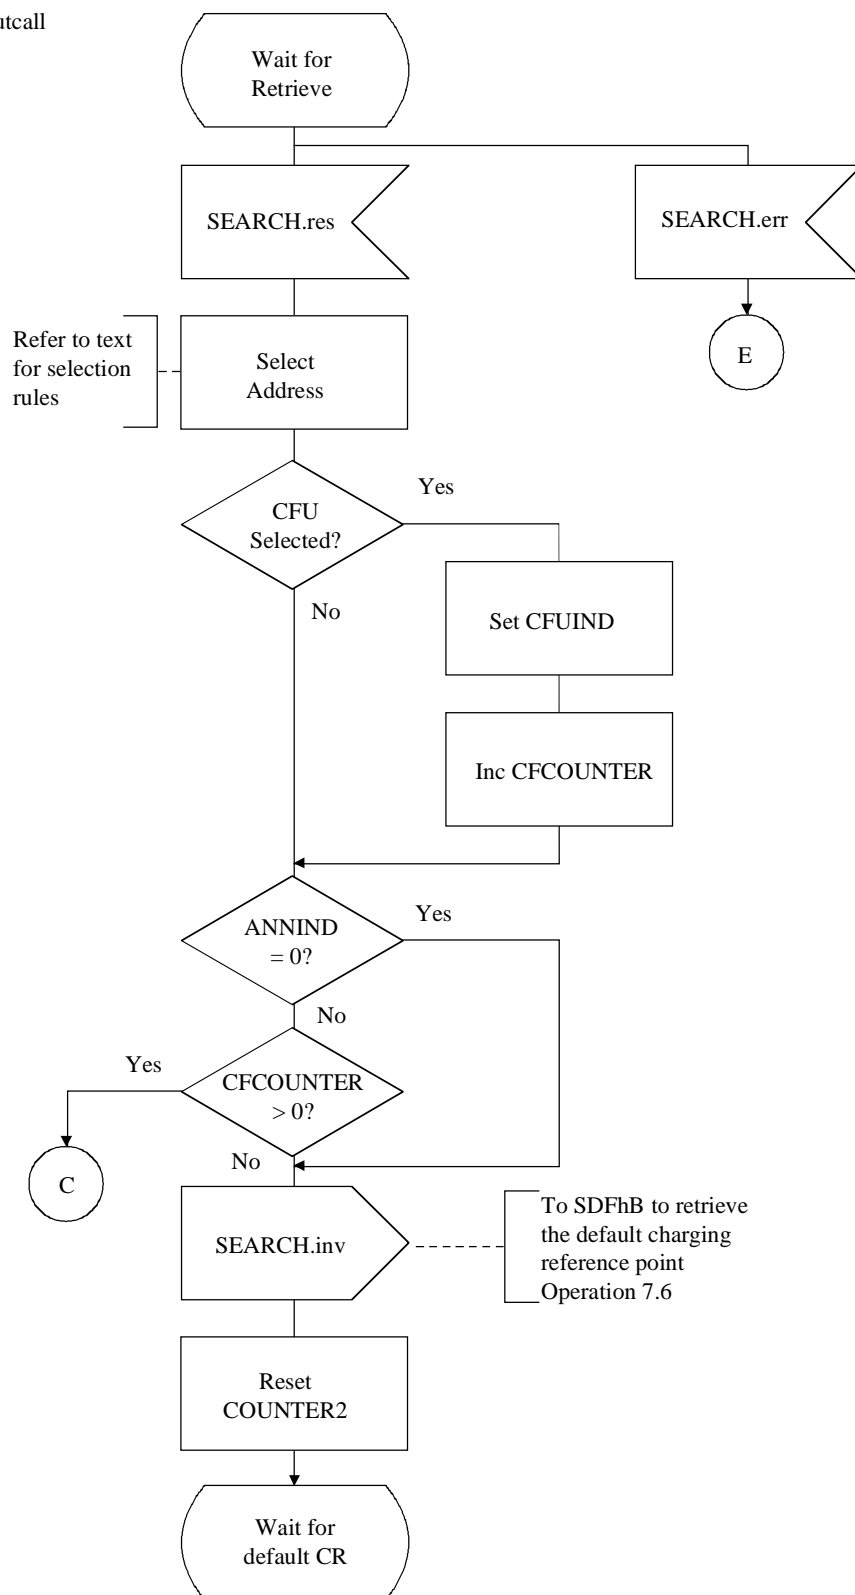 Wait for
Retrieve
SEARCH.res
SEARCH.err
Refer to text
for selection
rules
Select
Address
E
CFU
Selected?
Yes
No
Set CFUIND
Inc CFCOUNTER
ANNIND
= 0?
Yes
No
Yes
CFCOUNTER
> 0?
No
C
SEARCH.inv
To SDFhB to retrieve
the default charging
reference point
Operation 7.6
Reset
COUNTER2
Wait for
default CR